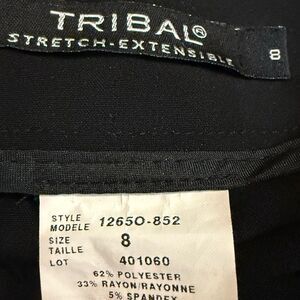 TRIBAL®
STRETCH-EXTENSIBLE
8
STYLE
MODELE 12650-852
SIZE
TAILLE 8
LOT 401060
62% POLYESTER
33% RAYON/RAYONNE
5% SPANDEX